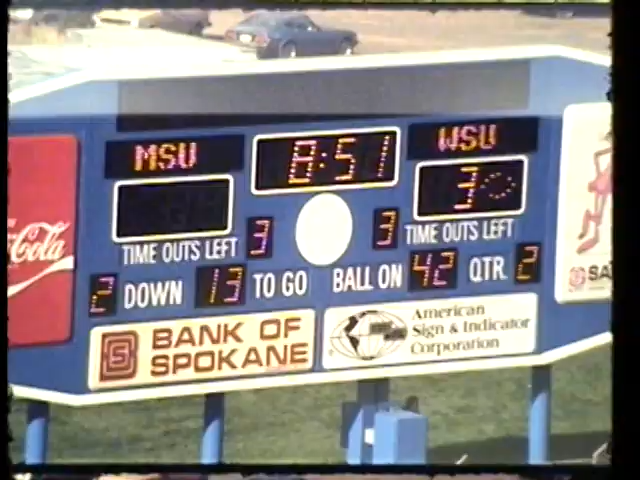 MSU 8:51 WSU
3
TIME OUTS LEFT 3 3 TIME OUTS LEFT
2 DOWN 13 TO GO BALL ON 42 QTR 2
Cola
BANK OF SPOKANE
American
Sign & Indicator
Corporation
SA